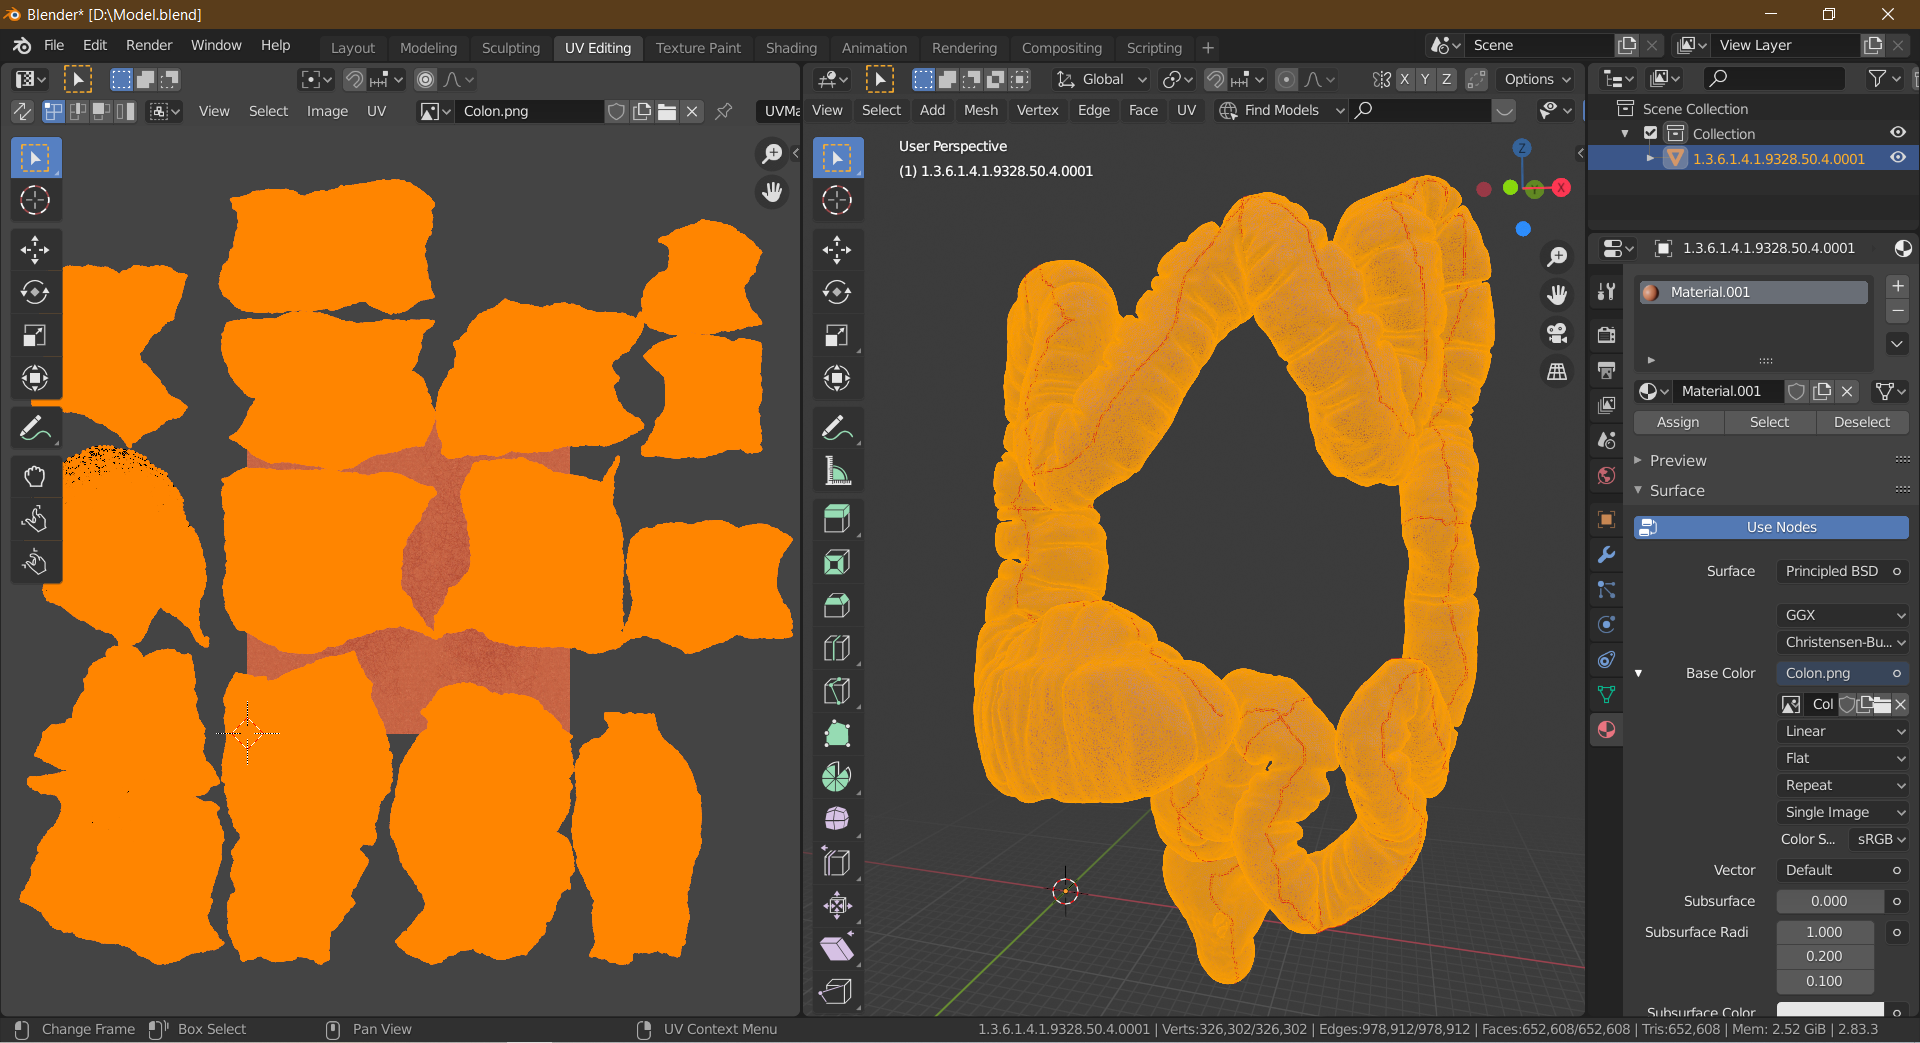 Blender* [D:\Model.blend]
File Edit Render Window Help Layout Modeling Sculpting UV Editing Texture Paint Shading Animation Rendering Compositing Scripting + Scene View Layer
Global X Y Z Options
View Select Image UV Colon.png UVMa
View Select Add Mesh Vertex Edge Face UV Find Models
Scene Collection
Collection
1.3.6.1.4.1.9328.50.4.0001
User Perspective
(1) 1.3.6.1.4.1.9328.50.4.0001
Z
X
Y
1.3.6.1.4.1.9328.50.4.0001
Material.001
Material.001
Assign Select Deselect
Preview
Surface
Use Nodes
Surface Principled BSD
GGX
Christensen-Bu...
Base Color Colon.png
Col
Linear
Flat
Repeat
Single Image
Color S... sRGB
Vector Default
Subsurface 0.000
Subsurface Radi 1.000
0.200
0.100
Subsurface Color
Change Frame Box Select Pan View UV Context Menu 1.3.6.1.4.1.9328.50.4.0001 | Verts:326,302/326,302 | Edges:978,912/978,912 | Faces:652,608/652,608 | Tris:652,608 | Mem: 2.52 GiB | 2.83.3